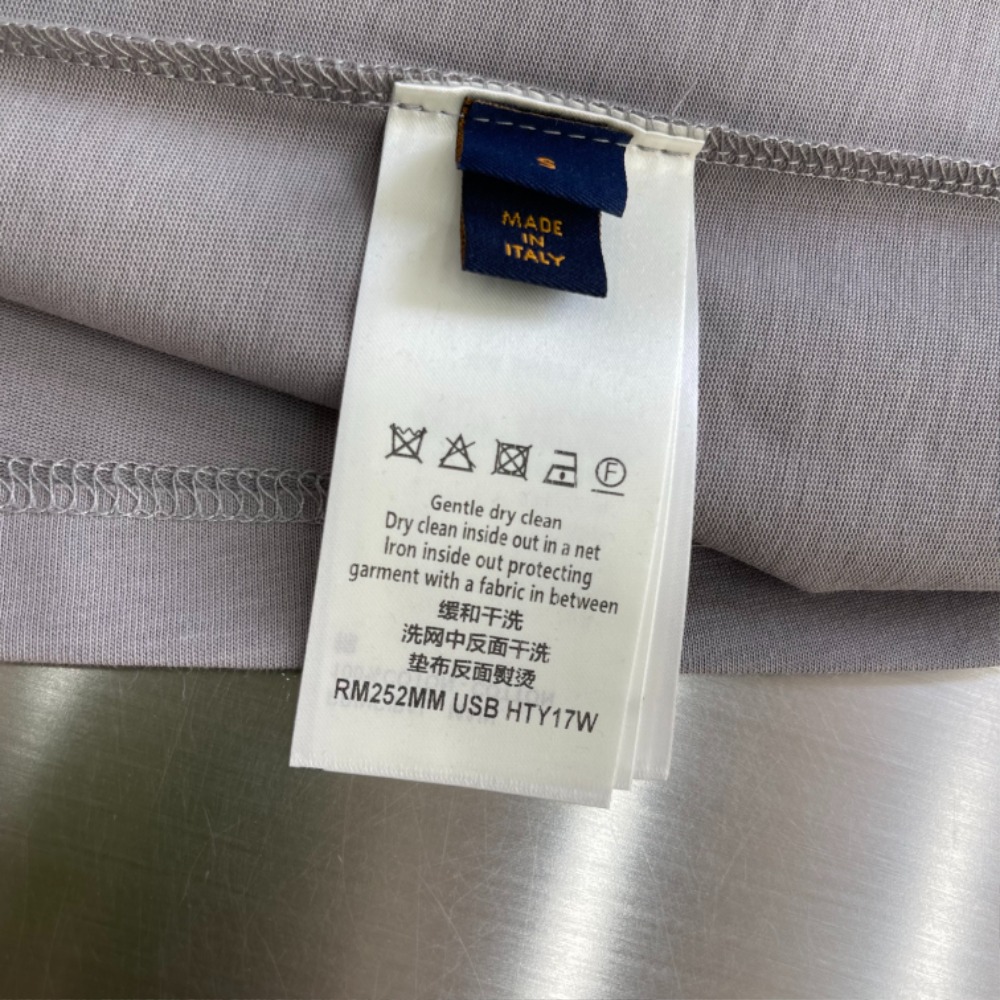 S
MADE
IN
ITALY
F
Gentle dry clean
Dry clean inside out in a net
Iron inside out protecting
garment with a fabric in between
缓和干洗
洗网中反面干洗
垫布反面熨烫
RM252MM USB HTY17W